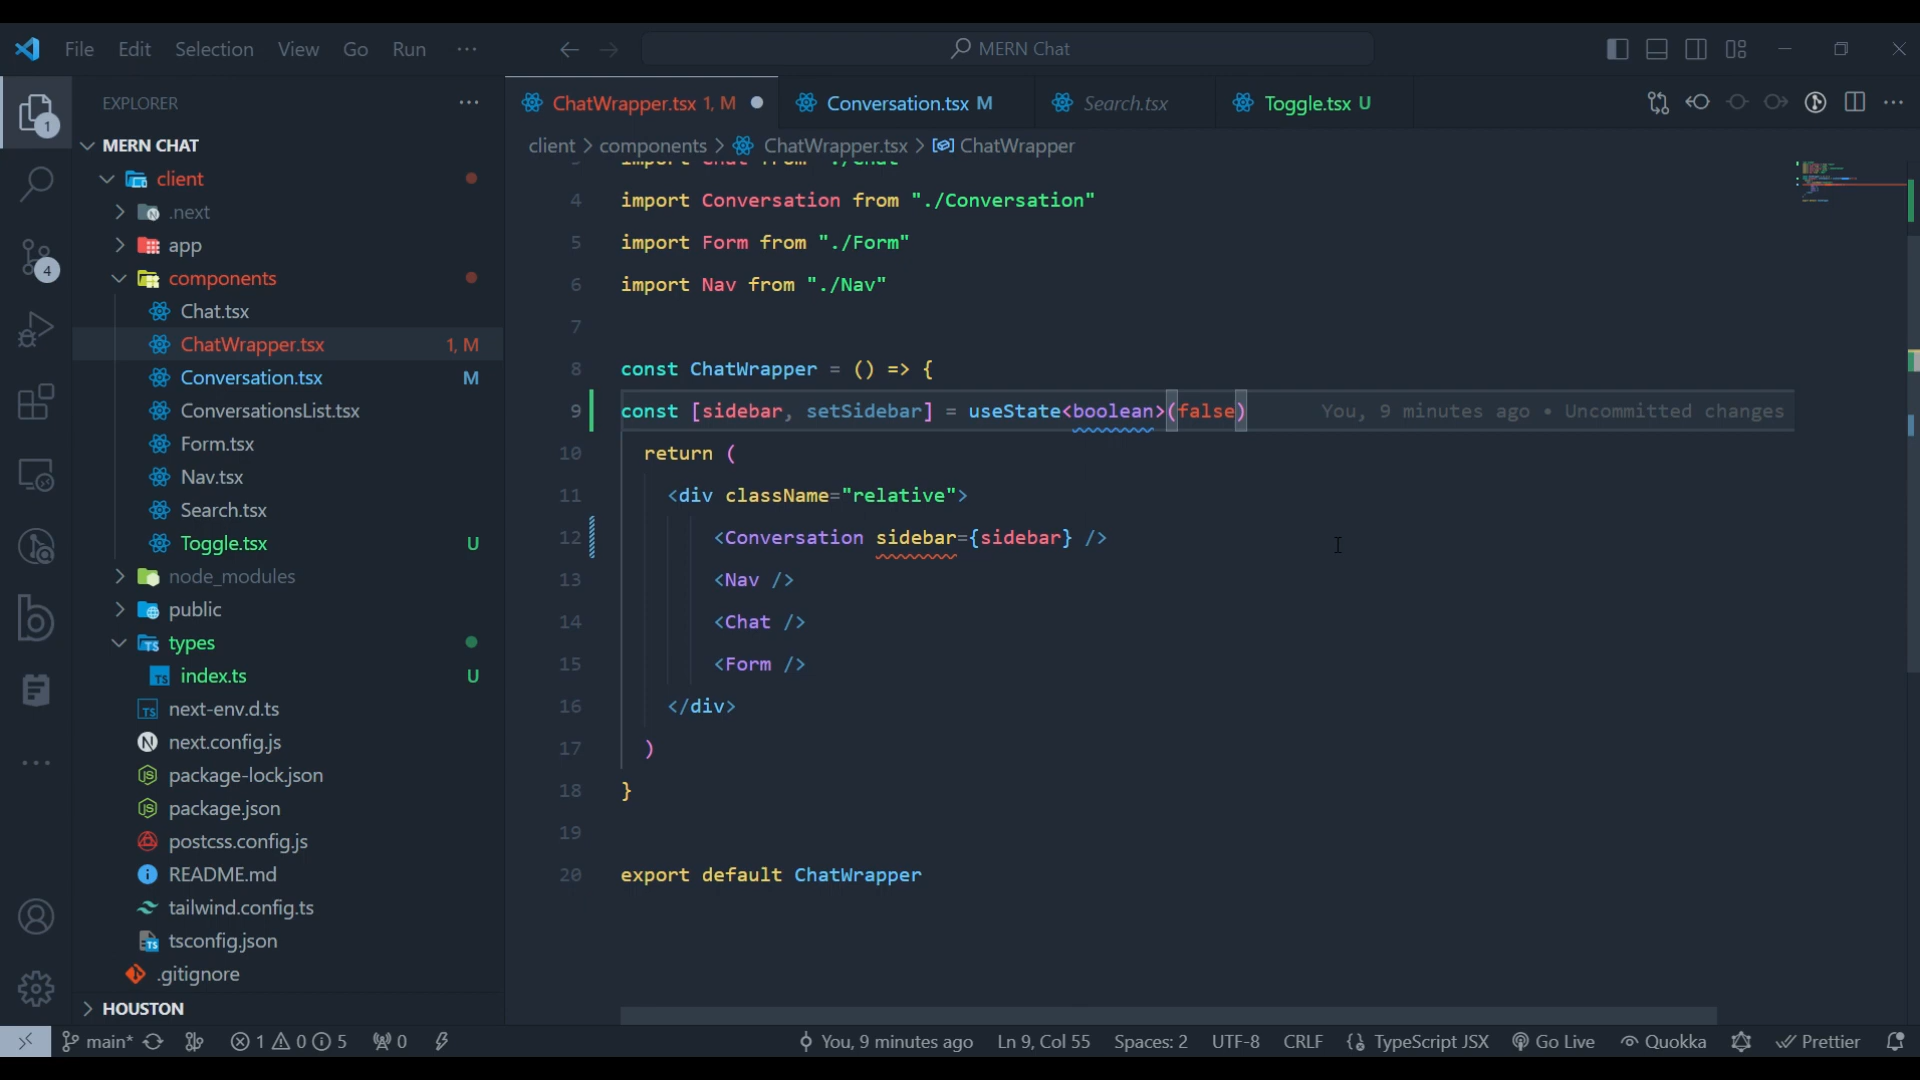 File Edit Selection View Go Run ···
MERN Chat
EXPLORER
MERN CHAT
client
.next
app
components
Chat.tsx
ChatWrapper.tsx 1, M
Conversation.tsx M
ConversationsList.tsx
Form.tsx
Nav.tsx
Search.tsx
Toggle.tsx U
node_modules
public
types
index.ts U
next-env.d.ts
next.config.js
package-lock.json
package.json
postcss.config.js
README.md
tailwind.config.ts
tsconfig.json
.gitignore
HOUSTON
1
4
ChatWrapper.tsx 1, M Conversation.tsx M Search.tsx Toggle.tsx U
client > components > ChatWrapper.tsx > ChatWrapper
import Chat from "./Chat"
4 import Conversation from "./Conversation"
5 import Form from "./Form"
6 import Nav from "./Nav"
7
8 const ChatWrapper = () => {
9 const [sidebar, setSidebar] = useState<boolean>(false) You, 9 minutes ago • Uncommitted changes
10 return (
11 <div className="relative">
12 <Conversation sidebar={sidebar} />
13 <Nav />
14 <Chat />
15 <Form />
16 </div>
17 )
18 }
19
20 export default ChatWrapper
main* 1 0 5 0 You, 9 minutes ago Ln 9, Col 55 Spaces: 2 UTF-8 CRLF TypeScript JSX Go Live Quokka Prettier